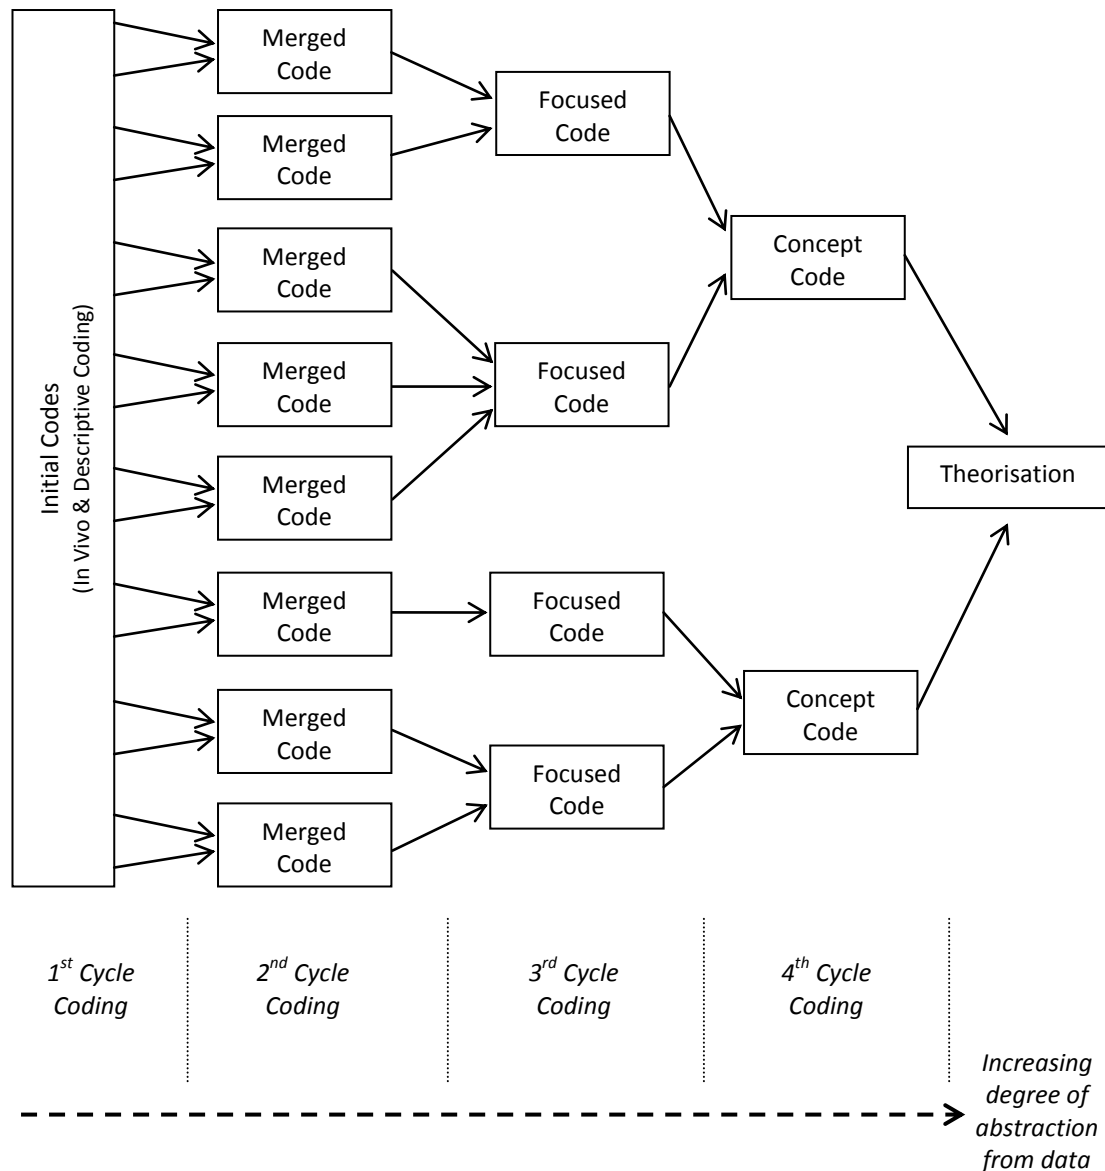 Initial Codes
(In Vivo & Descriptive Coding)
Merged
Code
Merged
Code
Merged
Code
Merged
Code
Merged
Code
Merged
Code
Merged
Code
Merged
Code
Focused
Code
Focused
Code
Focused
Code
Focused
Code
Concept
Code
Concept
Code
Theorisation
1st Cycle
Coding
2nd Cycle
Coding
3rd Cycle
Coding
4th Cycle
Coding
Increasing
degree of
abstraction
from data